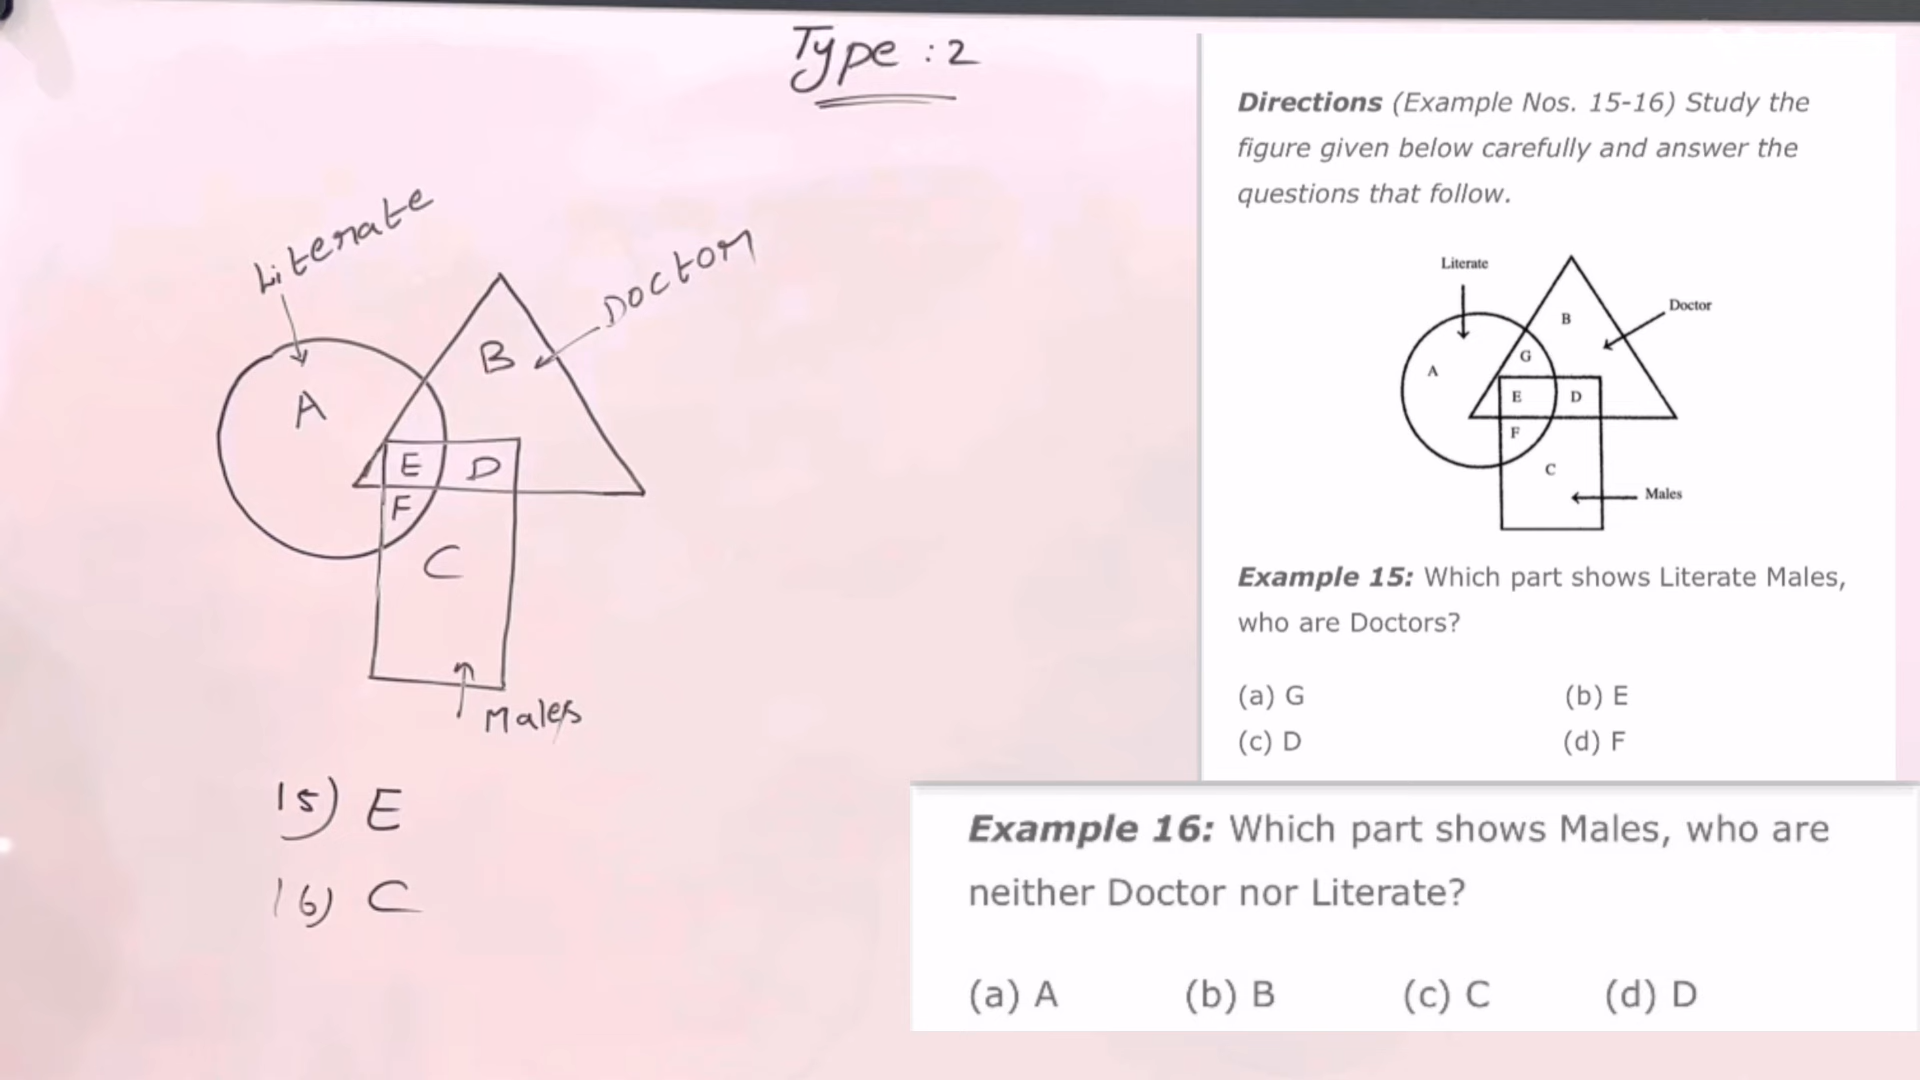 Type : 2
Literate
Doctor
A
B
E
D
F
C
Males
15) E
16) C
Directions (Example Nos. 15-16) Study the
figure given below carefully and answer the
questions that follow.
Literate
Doctor
B
G
A
E
D
F
C
Males
Example 15: Which part shows Literate Males,
who are Doctors?
(a) G (b) E
(c) D (d) F
Example 16: Which part shows Males, who are
neither Doctor nor Literate?
(a) A (b) B (c) C (d) D